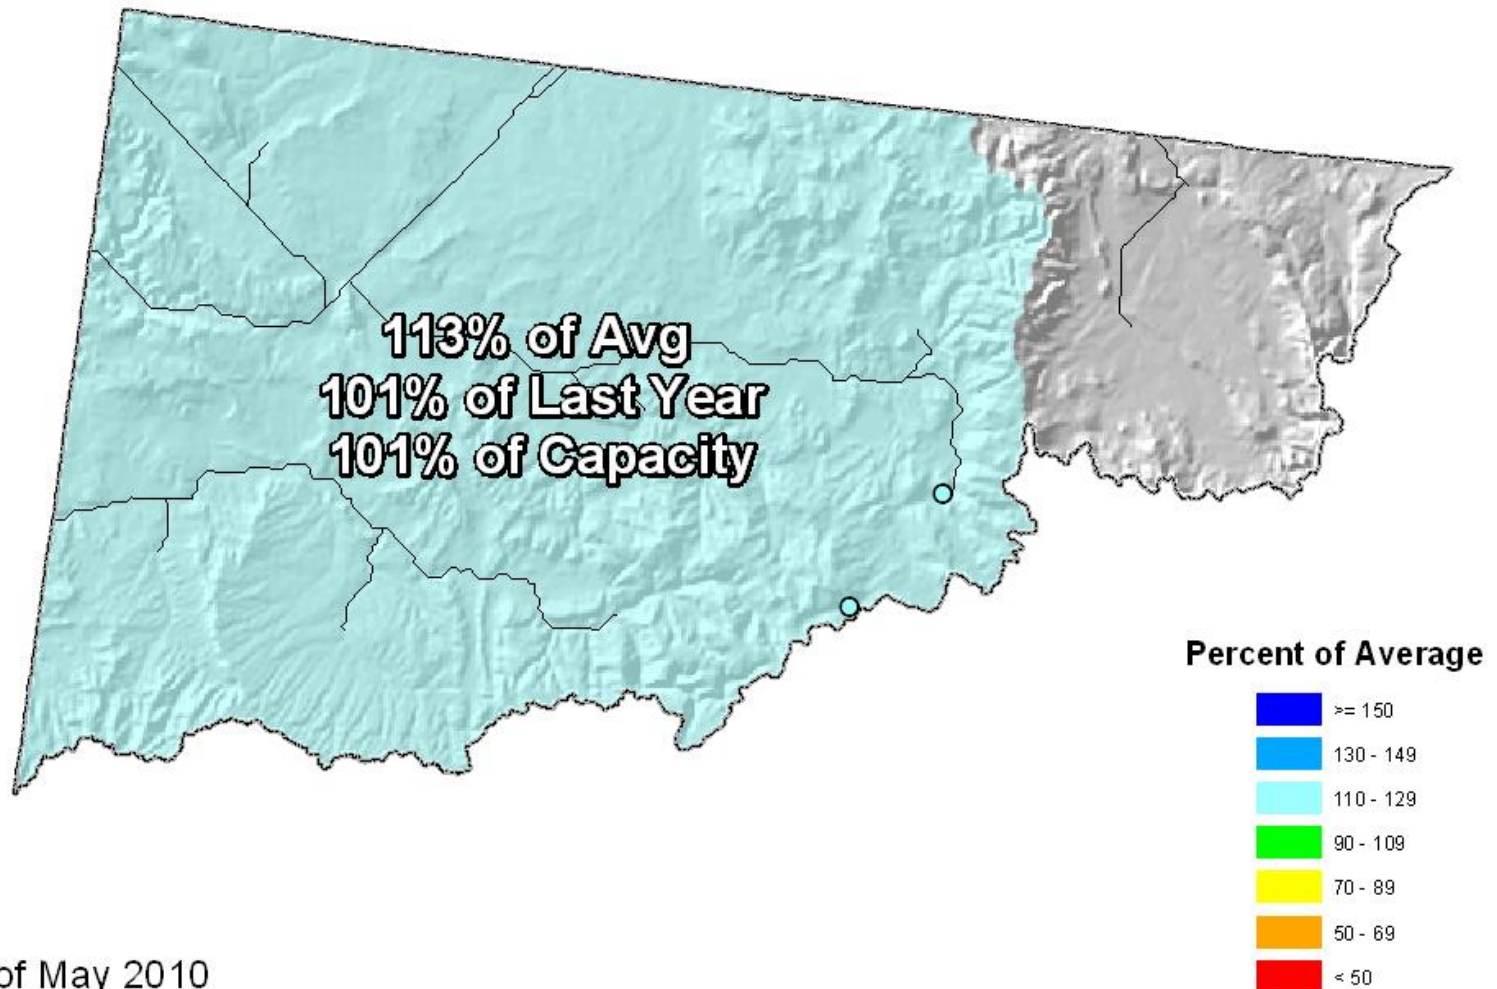 113% of Avg
101% of Last Year
101% of Capacity
Percent of Average
>= 150
130 - 149
110 - 129
90 - 109
70 - 89
50 - 69
< 50
of May 2010